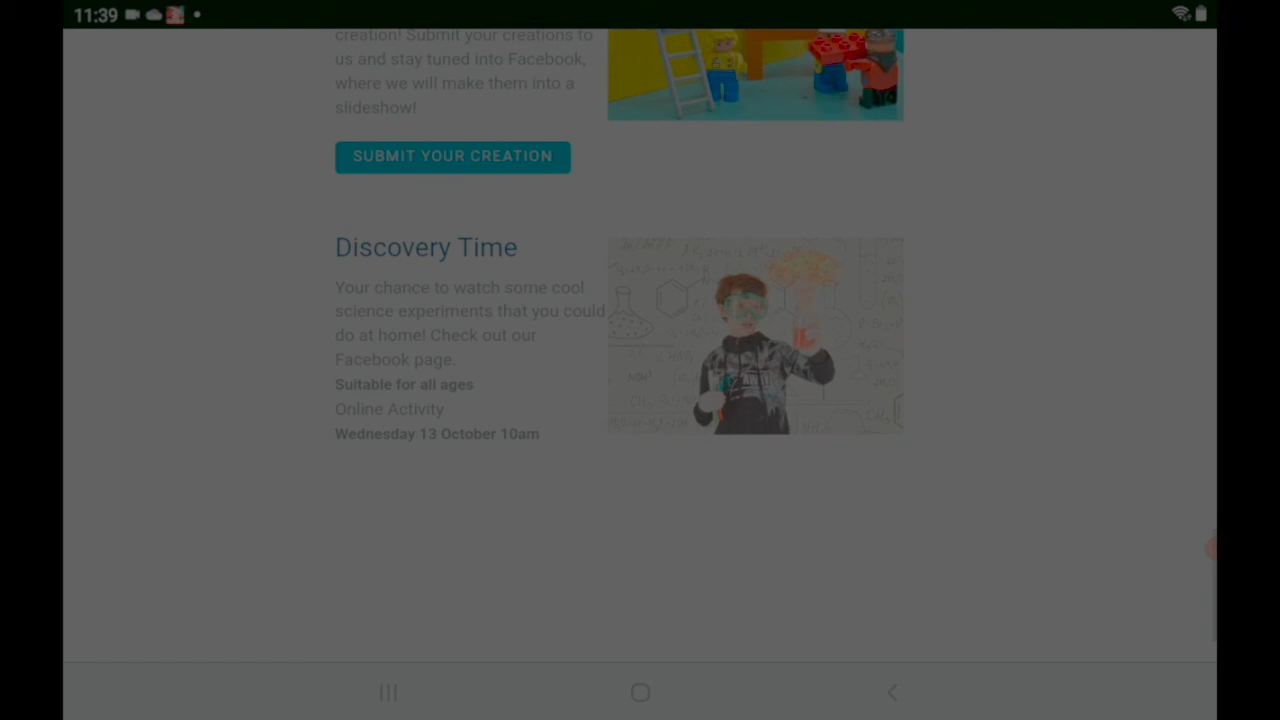 11:39
creation! Submit your creations to
us and stay tuned into Facebook,
where we will make them into a
slideshow!
SUBMIT YOUR CREATION
Discovery Time
Your chance to watch some cool
science experiments that you could
do at home! Check out our
Facebook page.
Suitable for all ages
Online Activity
Wednesday 13 October 10am